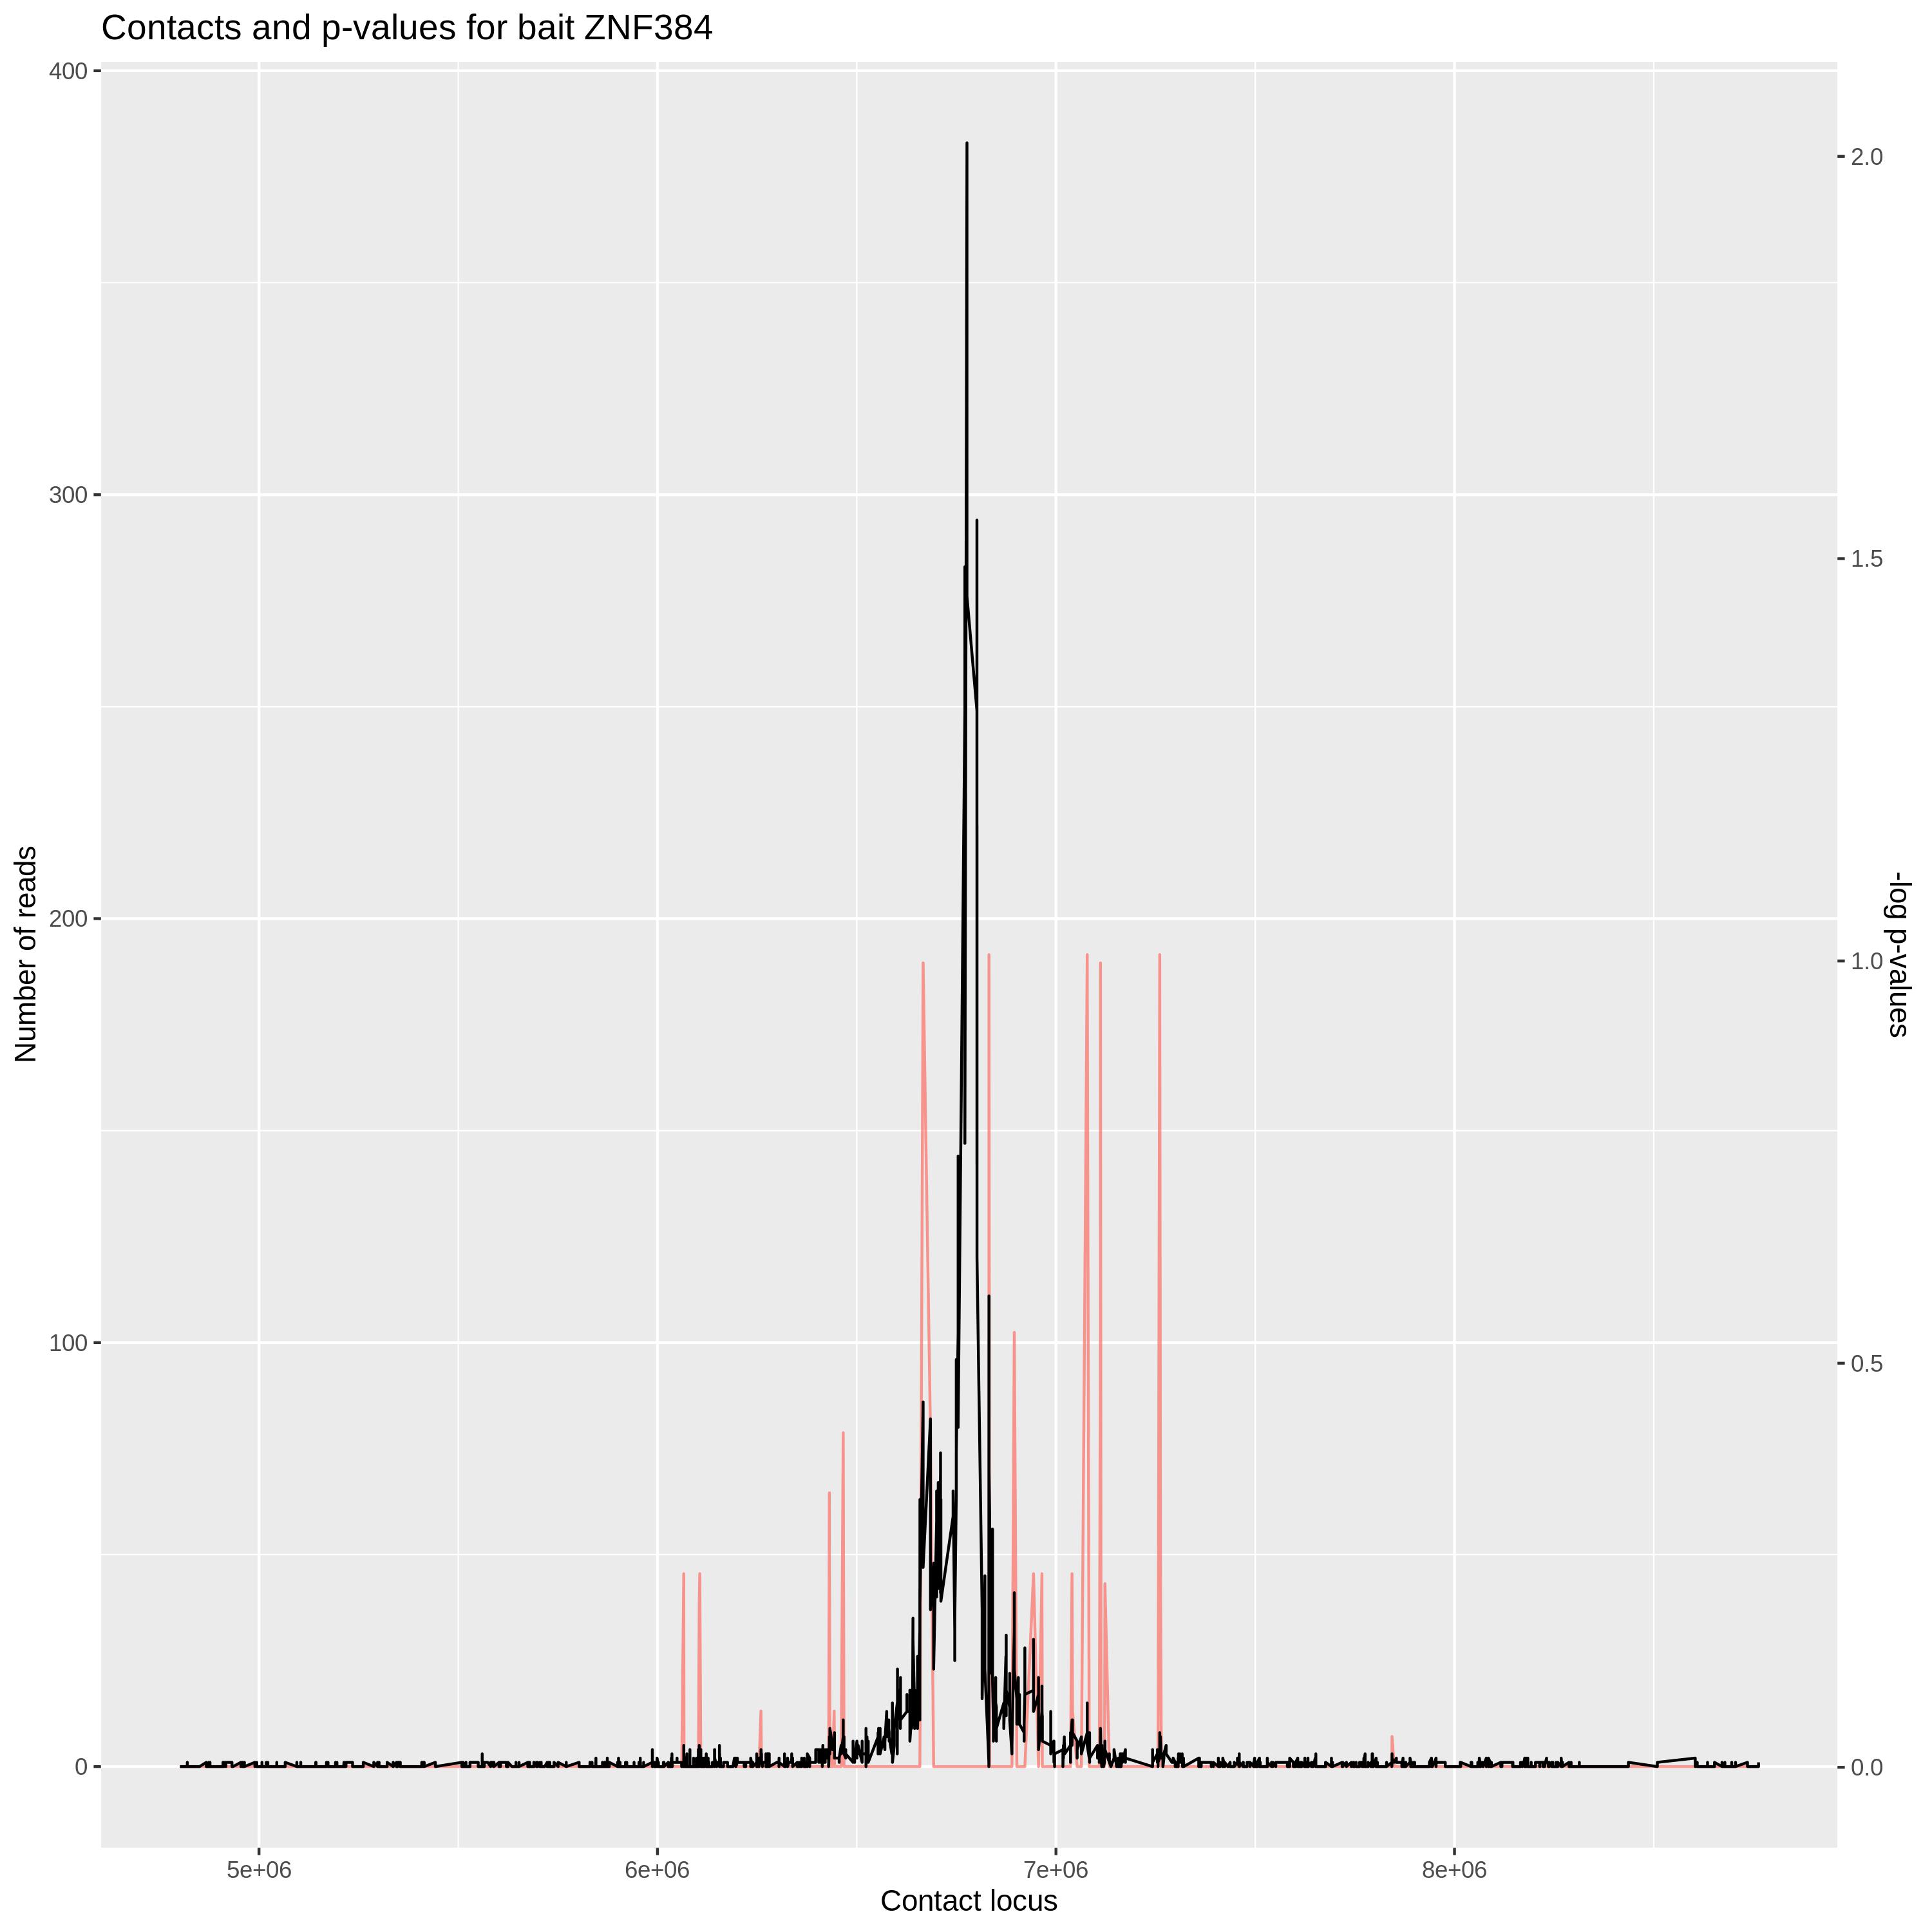 Contacts and p-values for bait ZNF384
400
300
200
100
0
Number of reads
2.0
1.5
1.0
0.5
0.0
-log p-values
5e+06
6e+06
7e+06
8e+06
Contact locus